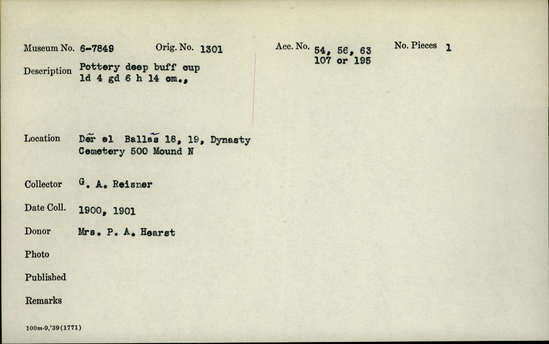 Museum No. 6-7849 Orig. No. 1301 Acc. No. 54, 56, 63 No. Pieces 1
107 or 195
Description Pottery deep buff cup
ld 4 gd 6 h 14 cm.,
Location Der el Ballas 18, 19, Dynasty
Cemetery 500 Mound N
Collector G. A. Reisner
Date Coll. 1900, 1901
Donor Mrs. P. A. Hearst
Photo
Published
Remarks
100m-9,'39(1771)